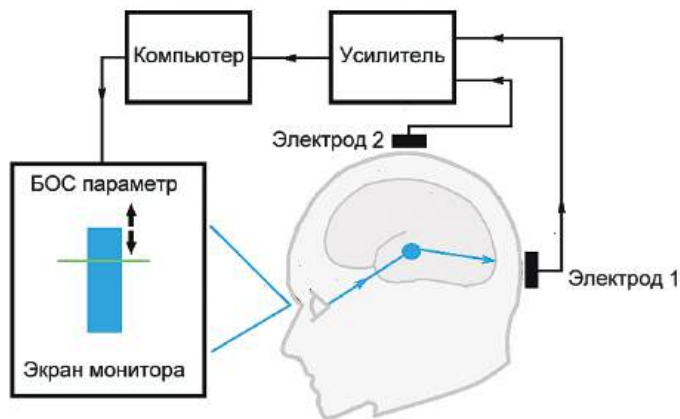 Компьютер
Усилитель
Электрод 2
БОС параметр
Электрод 1
Экран монитора